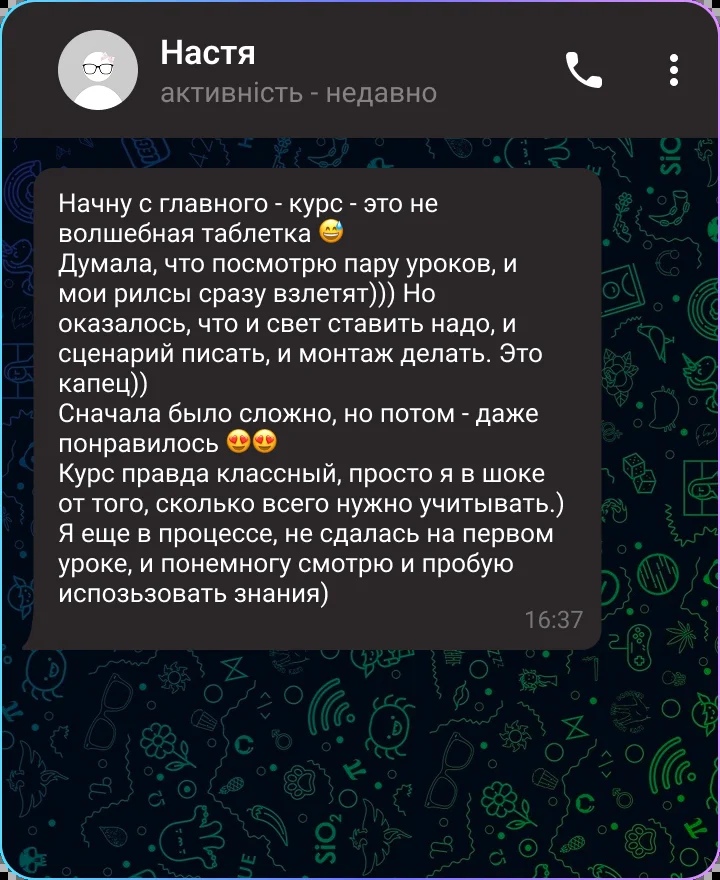 Настя
активність - недавно
Начну с главного - курс - это не
волшебная таблетка 😅
Думала, что посмотрю пару уроков, и
мои рилсы сразу взлетят))) Но
оказалось, что и свет ставить надо, и
сценарий писать, и монтаж делать. Это
капец))
Сначала было сложно, но потом - даже
понравилось 😍😍
Курс правда классный, просто я в шоке
от того, сколько всего нужно учитывать.)
Я еще в процессе, не сдалась на первом
уроке, и понемногу смотрю и пробую
испозьзовать знания)
16:37
SiO₂